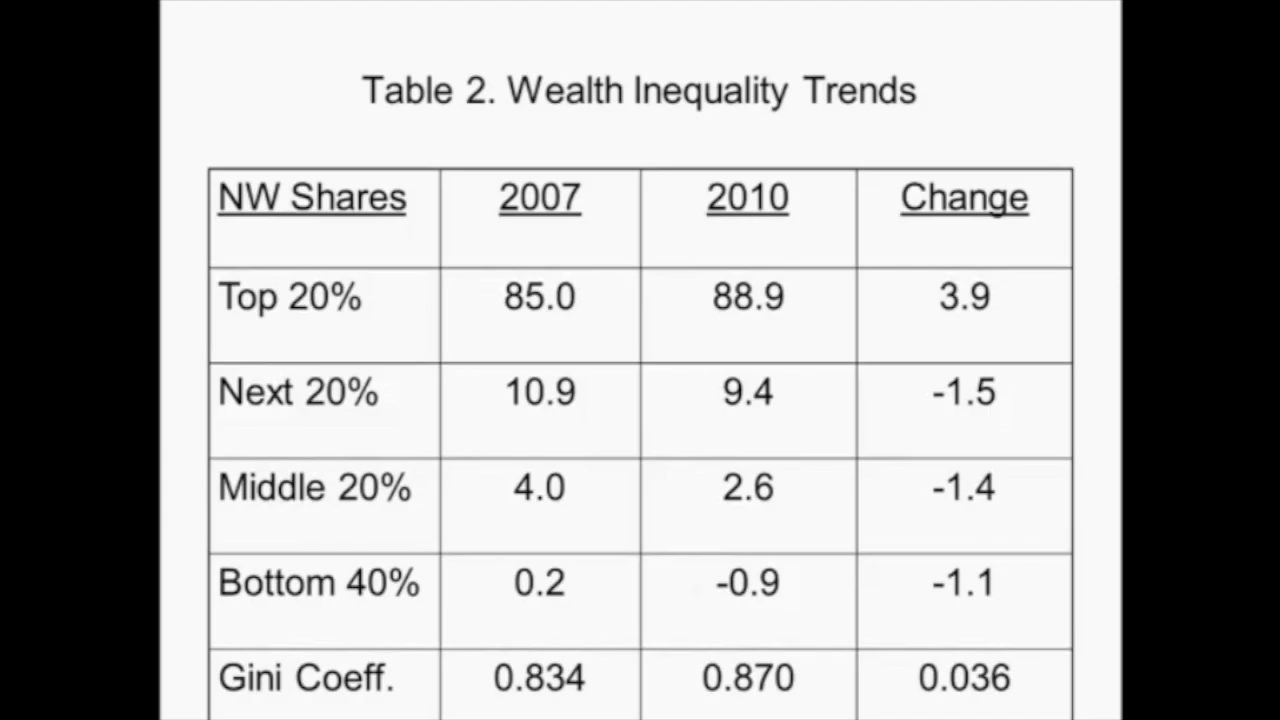 Table 2. Wealth Inequality Trends
NW Shares 2007 2010 Change
Top 20% 85.0 88.9 3.9
Next 20% 10.9 9.4 -1.5
Middle 20% 4.0 2.6 -1.4
Bottom 40% 0.2 -0.9 -1.1
Gini Coeff. 0.834 0.870 0.036